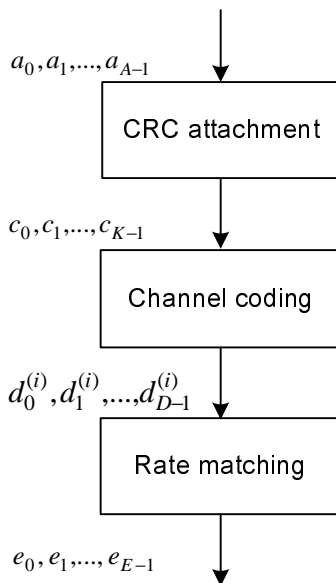 a_0, a_1, ..., a_{A-1}
CRC attachment
c_0, c_1, ..., c_{K-1}
Channel coding
d_0^{(i)}, d_1^{(i)}, ..., d_{D-1}^{(i)}
Rate matching
e_0, e_1, ..., e_{E-1}